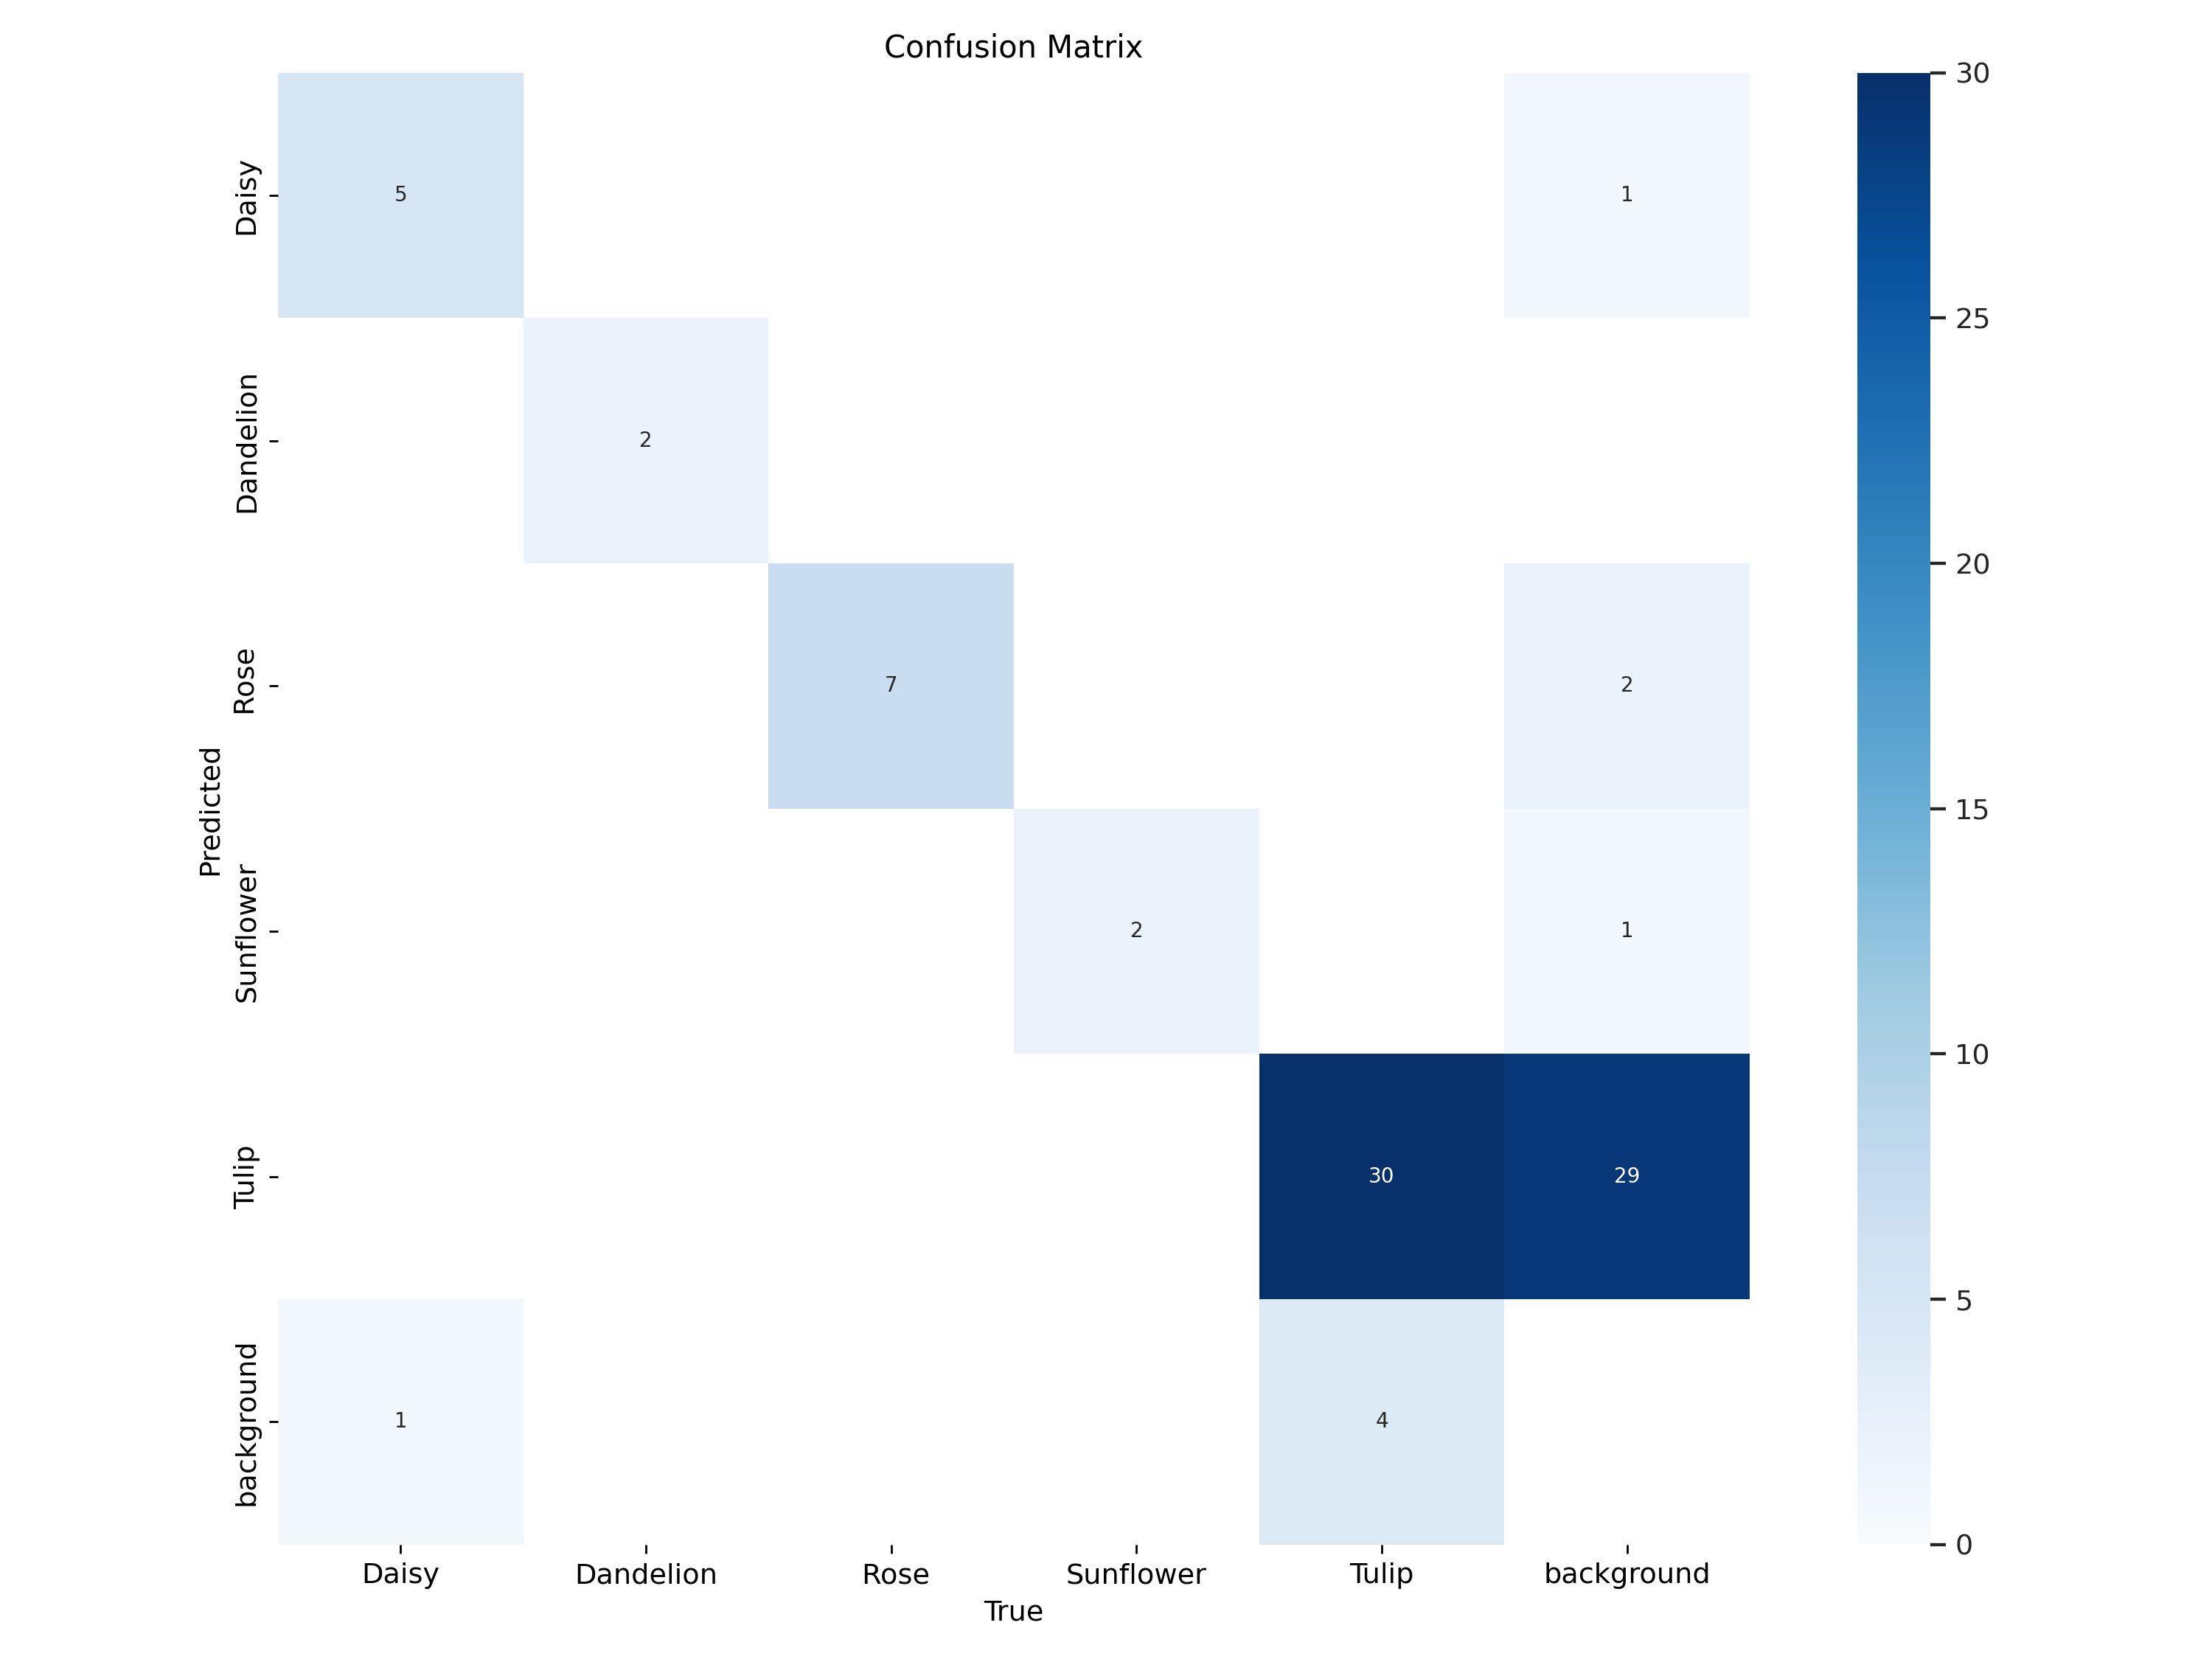 Confusion Matrix
Daisy
5
1
Dandelion
2
Rose
7
2
Sunflower
2
1
Tulip
30
29
background
1
4
Predicted
Daisy Dandelion Rose Sunflower Tulip background
True
30
25
20
15
10
5
0